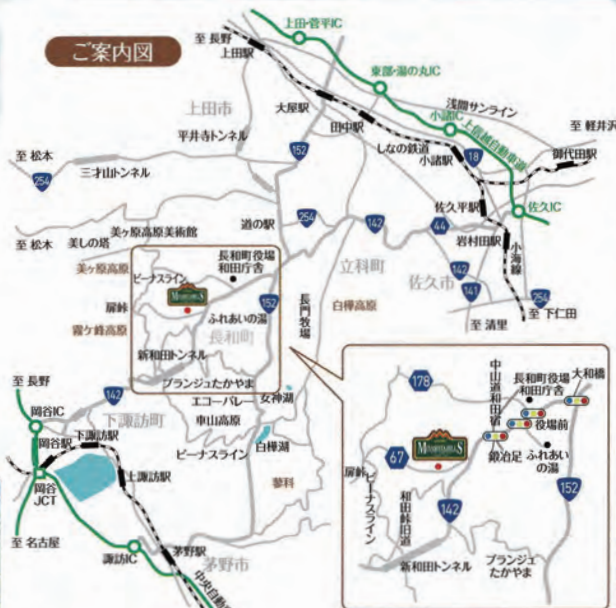 ご案内図
至 長野
上田駅
上田・菅平IC
東部・湯の丸IC
浅間サンライン
上田市
大屋駅
田中駅
小諸IC
上信越自動車道
至 軽井沢
平井寺トンネル
152
しなの鉄道
小諸駅
18
御代田駅
至 松本
254
三才山トンネル
佐久平駅
佐久IC
道の駅
254
142
44
岩村田駅
小海線
至 松本
美ヶ原高原美術館
美しの塔
美ヶ原高原
ビーナスライン
長和町役場
和田庁舎
立科町
佐久市
142
141
254
至 下仁田
至 清里
扉峠
152
ふれあいの湯
長和町
長門牧場
白樺高原
霧ケ峰高原
新和田トンネル
ブランシュたかやま
至 長野
142
エコーバレー
女神湖
岡谷IC
下諏訪町
車山高原
岡谷駅
下諏訪駅
ビーナスライン
白樺湖
上諏訪駅
蓼科
岡谷
JCT
至 名古屋
諏訪IC
茅野駅
茅野市
中央自動
178
中山道和田宿
長和町役場
和田庁舎
大和橋
役場前
67
鍛冶足
ふれあい
の湯
扉峠
ビーナスライン
和田峠旧道
142
152
新和田トンネル
ブランシュ
たかやま